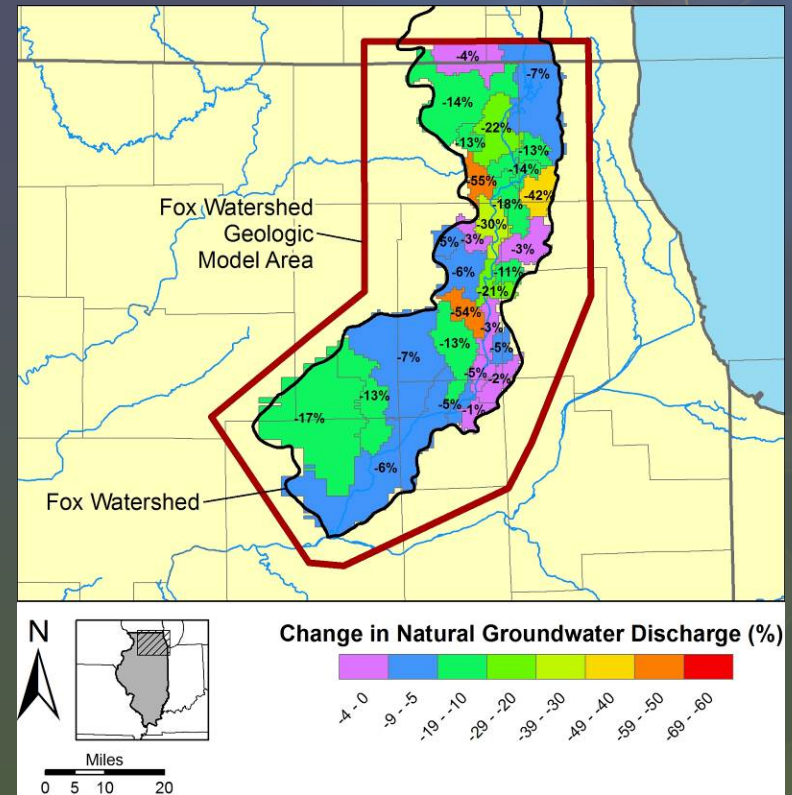 -4%
-7%
-14%
-22%
-13%
-13%
-14%
-55%
-42%
-18%
Fox Watershed
Geologic
Model Area
-30%
-5%
-3%
-3%
-6%
-11%
-21%
-54%
-3%
-13%
-5%
-7%
-5%
-2%
-13%
-5%
-1%
-17%
-6%
Fox Watershed
N
Change in Natural Groundwater Discharge (%)
-4 - 0
-9 - -5
-19 - -10
-29 - -20
-39 - -30
-49 - -40
-59 - -50
-69 - -60
Miles
0 5 10 20